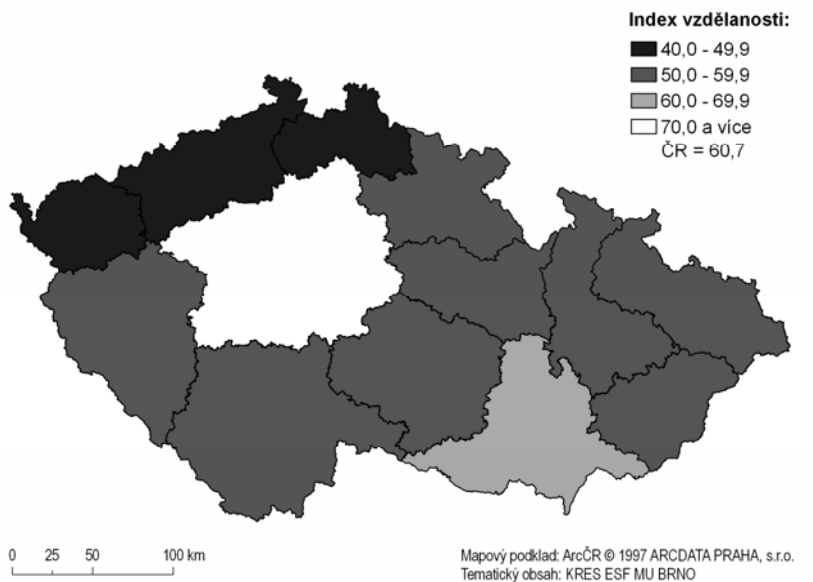 Index vzdělanosti:
40,0 - 49,9
50,0 - 59,9
60,0 - 69,9
70,0 a více
ČR = 60,7
0 25 50 100 km
Mapový podklad: ArcČR © 1997 ARCDATA PRAHA, s.r.o.
Tematický obsah: KRES ESF MU BRNO